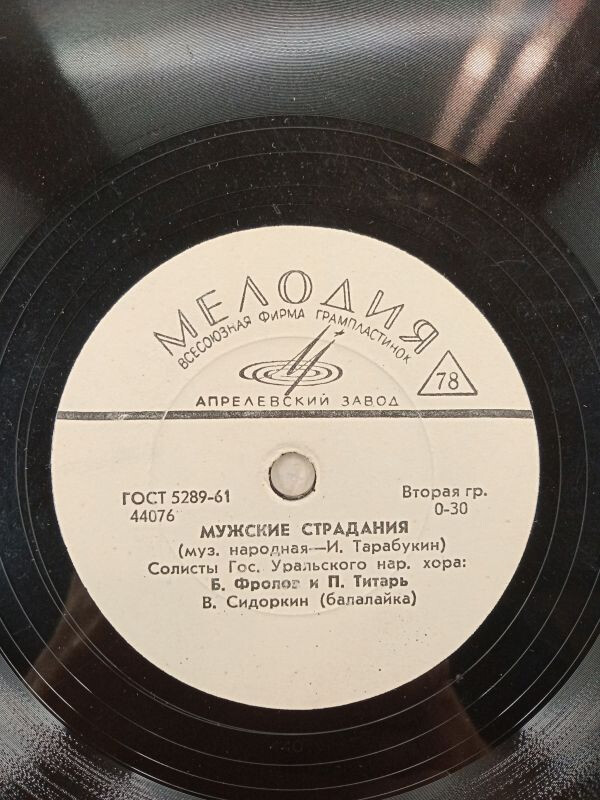 МЕЛОДИЯ
ВСЕСОЮЗНАЯ ФИРМА ГРАМПЛАСТИНОК
78
АПРЕЛЕВСКИЙ ЗАВОД
ГОСТ 5289-61 Вторая гр.
44076 0-30
МУЖСКИЕ СТРАДАНИЯ
(муз. народная—И. Тарабукин)
Солисты Гос. Уральского нар. хора:
Б. Фролов и П. Титарь
В. Сидоркин (балалайка)